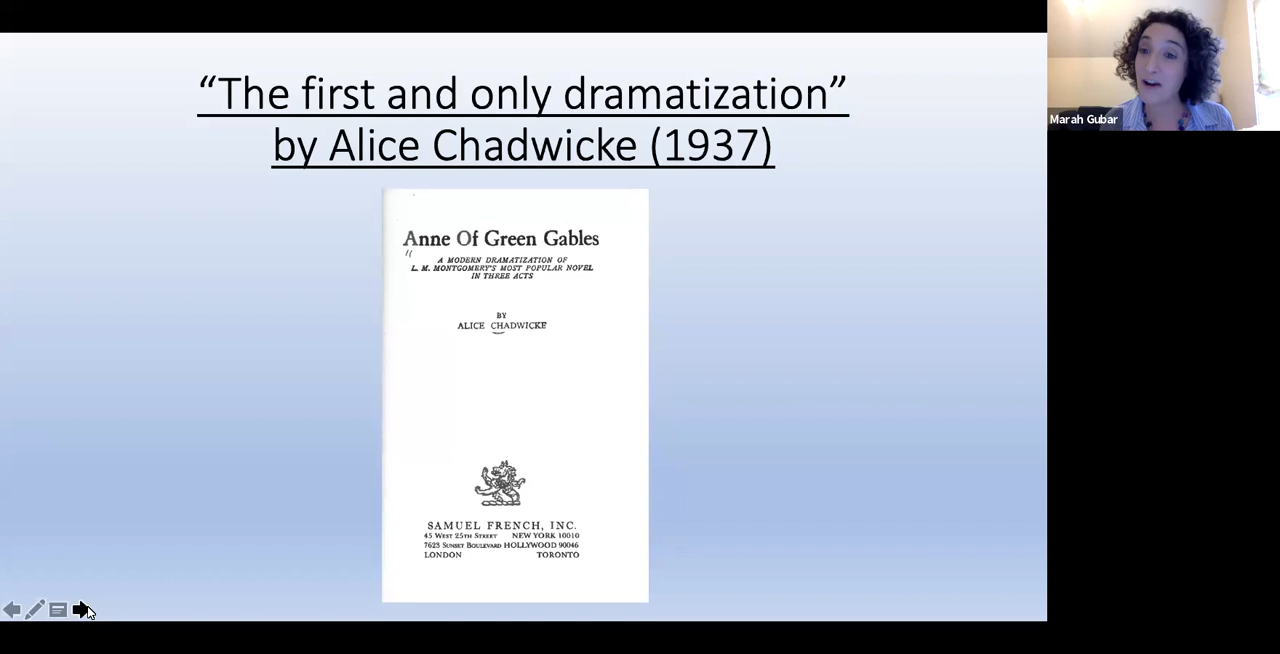 “The first and only dramatization”
by Alice Chadwicke (1937)
Anne Of Green Gables
A MODERN DRAMATIZATION OF
L. M. MONTGOMERY'S MOST POPULAR NOVEL
IN THREE ACTS
BY
ALICE CHADWICKE
SAMUEL FRENCH, INC.
45 WEST 25TH STREET NEW YORK 10010
7623 SUNSET BOULEVARD HOLLYWOOD 90046
LONDON TORONTO
Marah Gubar